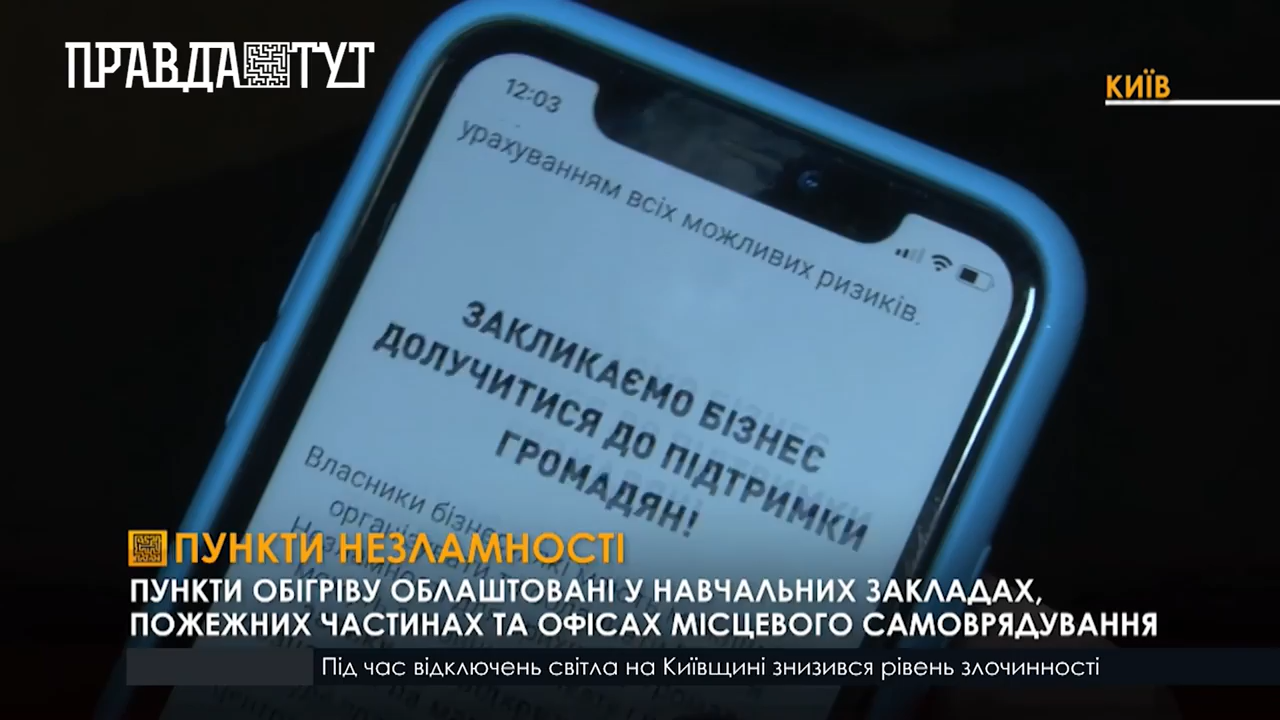 ПРАВДА ТУТ
КИЇВ
12:03
урахуванням всіх можливих ризиків.
ЗАКЛИКАЄМО БІЗНЕС
ДОЛУЧИТИСЯ ДО ПІДТРИМКИ
ГРОМАДЯН!
Власники
ПУНКТИ НЕЗЛАМНОСТІ
ПУНКТИ ОБІГРІВУ ОБЛАШТОВАНІ У НАВЧАЛЬНИХ ЗАКЛАДАХ,
ПОЖЕЖНИХ ЧАСТИНАХ ТА ОФІСАХ МІСЦЕВОГО САМОВРЯДУВАННЯ
Під час відключень світла на Київщині знизився рівень злочинності